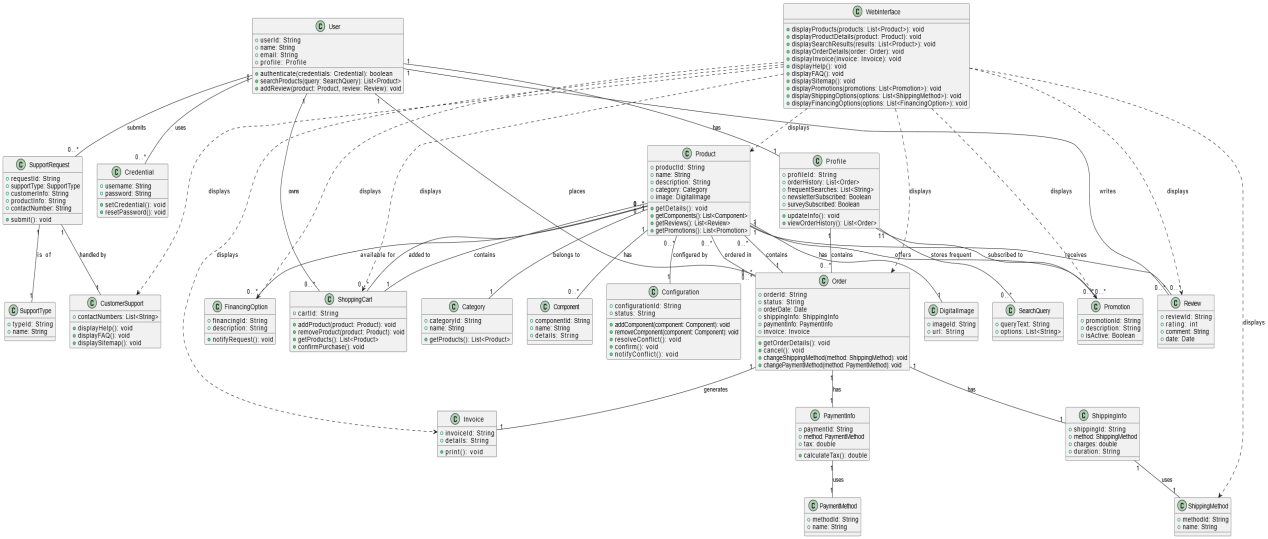 C User
userId: String
name: String
email: String
profile: Profile
authenticate(credentials: Credential): boolean
searchProducts(query: SearchQuery): List<Product>
addReview(product: Product, review: Review): void
C WebInterface
displayProducts(products: List<Product>): void
displayProductDetails(product: Product): void
displaySearchResults(results: List<Product>): void
displayOrderDetails(order: Order): void
displayInvoice(invoice: Invoice): void
displayHelp(): void
displayFAQ(): void
displaySitemap(): void
displayPromotions(promotions: List<Promotion>): void
displayShippingOptions(options: List<ShippingMethod>): void
displayFinancingOptions(options: List<FinancingOption>): void
submits
uses
has
displays
C SupportRequest
requestId: String
supportType: SupportType
customerInfo: String
productInfo: String
contactNumber: String
submit(): void
C Credential
username: String
password: String
setCredential(): void
resetPassword(): void
C Product
productId: String
name: String
description: String
category: Category
image: DigitalImage
getDetails(): void
getComponents(): List<Component>
getReviews(): List<Review>
getPromotions(): List<Promotion>
C Profile
profileId: String
orderHistory: List<Order>
frequentSearches: List<String>
newsletterSubscribed: Boolean
surveySubscribed: Boolean
updateInfo(): void
viewOrderHistory(): List<Order>
displays
owns
displays
displays
places
displays
displays
writes
displays
is of
handled by
displays
available for
added to
contains
belongs to
has
configured by
ordered in
contains
has
contains
offers
stores frequent
subscribed to
receives
displays
C SupportType
typeId: String
name: String
C CustomerSupport
contactNumbers: List<String>
displayHelp(): void
displayFAQ(): void
displaySitemap(): void
C FinancingOption
financingId: String
description: String
notifyRequest(): void
C ShoppingCart
cartId: String
addProduct(product: Product): void
removeProduct(product: Product): void
getProducts(): List<Product>
confirmPurchase(): void
C Category
categoryId: String
name: String
getProducts(): List<Product>
C Component
componentId: String
name: String
details: String
C Configuration
configurationId: String
status: String
addComponent(component: Component): void
removeComponent(component: Component): void
resolveConflict(): void
confirm(): void
notifyConflict(): void
C Order
orderId: String
status: String
orderDate: Date
shippingInfo: ShippingInfo
paymentInfo: PaymentInfo
invoice: Invoice
getOrderDetails(): void
cancel(): void
changeShippingMethod(method: ShippingMethod): void
changePaymentMethod(method: PaymentMethod): void
C DigitalImage
imageId: String
url: String
C SearchQuery
queryText: String
options: List<String>
C Promotion
promotionId: String
description: String
isActive: Boolean
C Review
reviewId: String
rating: int
comment: String
date: Date
generates
has
has
C Invoice
invoiceId: String
details: String
print(): void
C PaymentInfo
paymentId: String
method: PaymentMethod
tax: double
calculateTax(): double
C ShippingInfo
shippingId: String
method: ShippingMethod
charges: double
duration: String
uses
uses
C PaymentMethod
methodId: String
name: String
C ShippingMethod
methodId: String
name: String